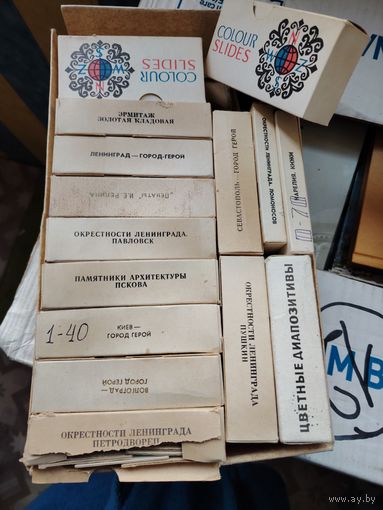 COLOUR
SLIDES
N
S
W
Z
COLOUR
SLIDES
N
S
W
Z
ЭРМИТАЖ
ЗОЛОТАЯ КЛАДОВАЯ
ЛЕНИНГРАД — ГОРОД-ГЕРОЙ
„ПЕНАТЫ" И.Е. РЕПИНА
ОКРЕСТНОСТИ ЛЕНИНГРАДА.
ПАВЛОВСК
ПАМЯТНИКИ АРХИТЕКТУРЫ
ПСКОВА
1-40
КИЕВ —
ГОРОД ГЕРОЙ
ВОЛГОГРАД —
ГОРОД ГЕРОЙ
ОКРЕСТНОСТИ ЛЕНИНГРАДА
ПЕТРОДВОРЕЦ
СЕВАСТОПОЛЬ — ГОРОД ГЕРОЙ
ОКРЕСТНОСТИ ЛЕНИНГРАДА. ЛОМОНОСОВ
КАРЕЛИЯ. КИЖИ
ОКРЕСТНОСТИ ЛЕНИНГРАДА
ПУШКИН
ЦВЕТНЫЕ ДИАПОЗИТИВЫ
MB
ay.by